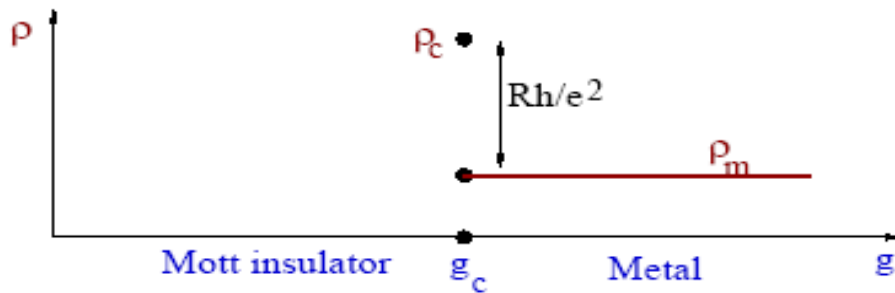 ρ
ρc
Rh/e²
ρm
Mott insulator
gc
Metal
g